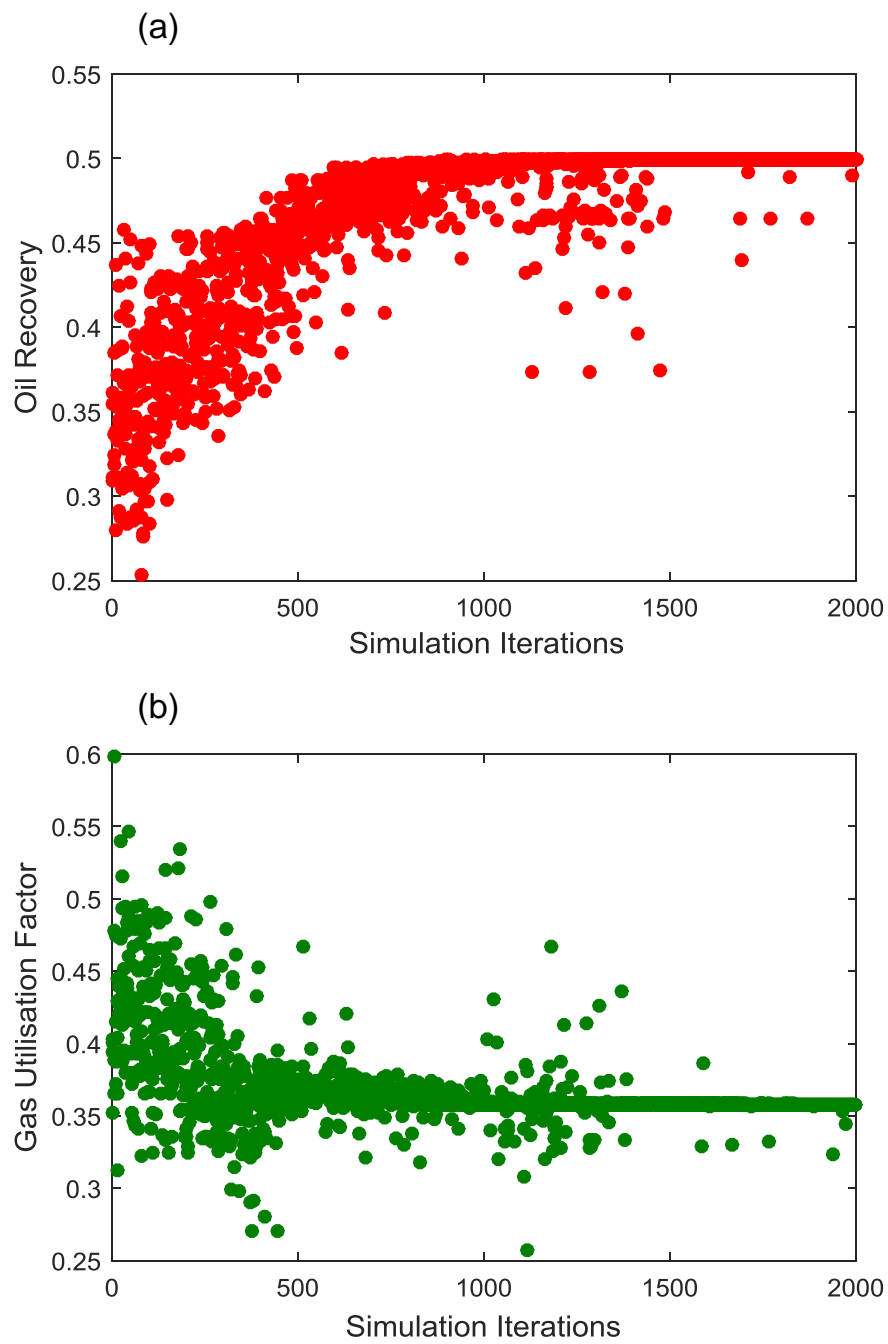 (a)
0.55
0.5
0.45
0.4
0.35
0.3
0.25
Oil Recovery
0 500 1000 1500 2000
Simulation Iterations
(b)
0.6
0.55
0.5
0.45
0.4
0.35
0.3
0.25
Gas Utilisation Factor
0 500 1000 1500 2000
Simulation Iterations